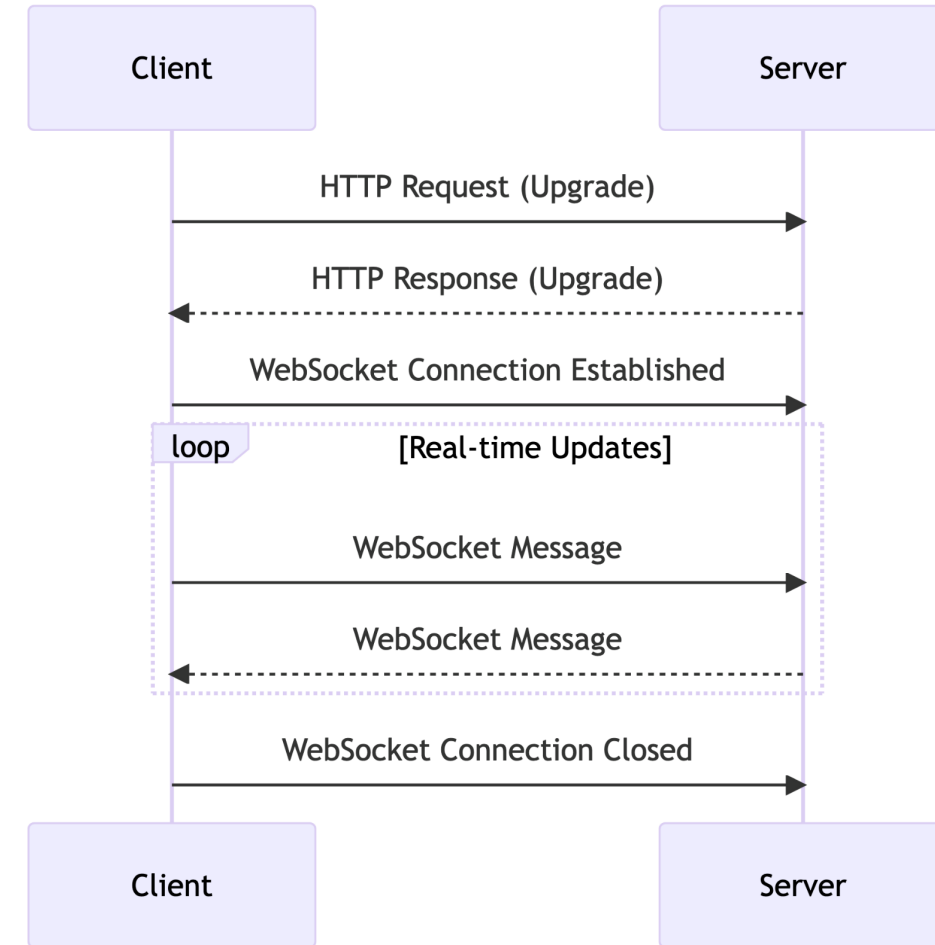 Client
Server
HTTP Request (Upgrade)
HTTP Response (Upgrade)
WebSocket Connection Established
loop
[Real-time Updates]
WebSocket Message
WebSocket Message
WebSocket Connection Closed
Client
Server